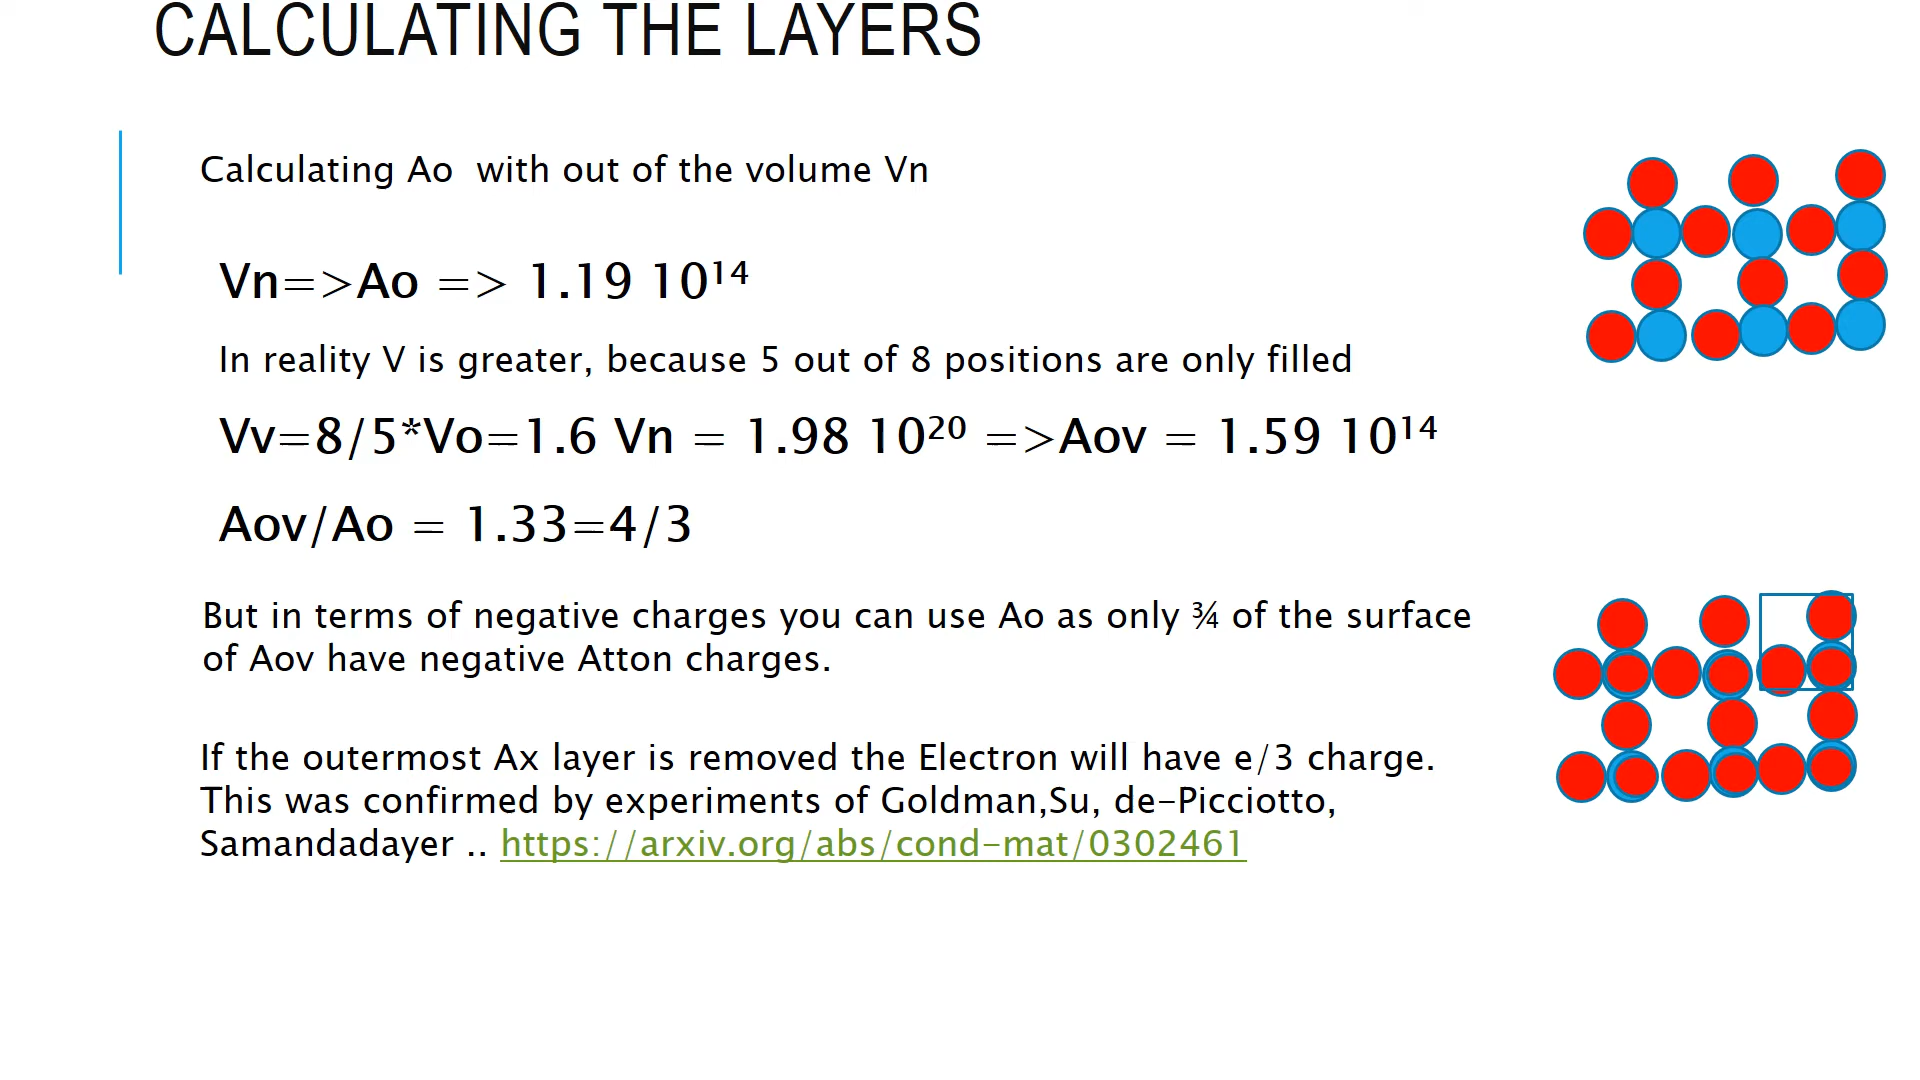 CALCULATING THE LAYERS
Calculating Ao with out of the volume Vn
Vn=>Ao => 1.19 10¹⁴
In reality V is greater, because 5 out of 8 positions are only filled
Vv=8/5*Vo=1.6 Vn = 1.98 10²⁰ =>Aov = 1.59 10¹⁴
Aov/Ao = 1.33=4/3
But in terms of negative charges you can use Ao as only ¾ of the surface
of Aov have negative Atton charges.
If the outermost Ax layer is removed the Electron will have e/3 charge.
This was confirmed by experiments of Goldman,Su, de-Picciotto,
Samandadayer .. https://arxiv.org/abs/cond-mat/0302461